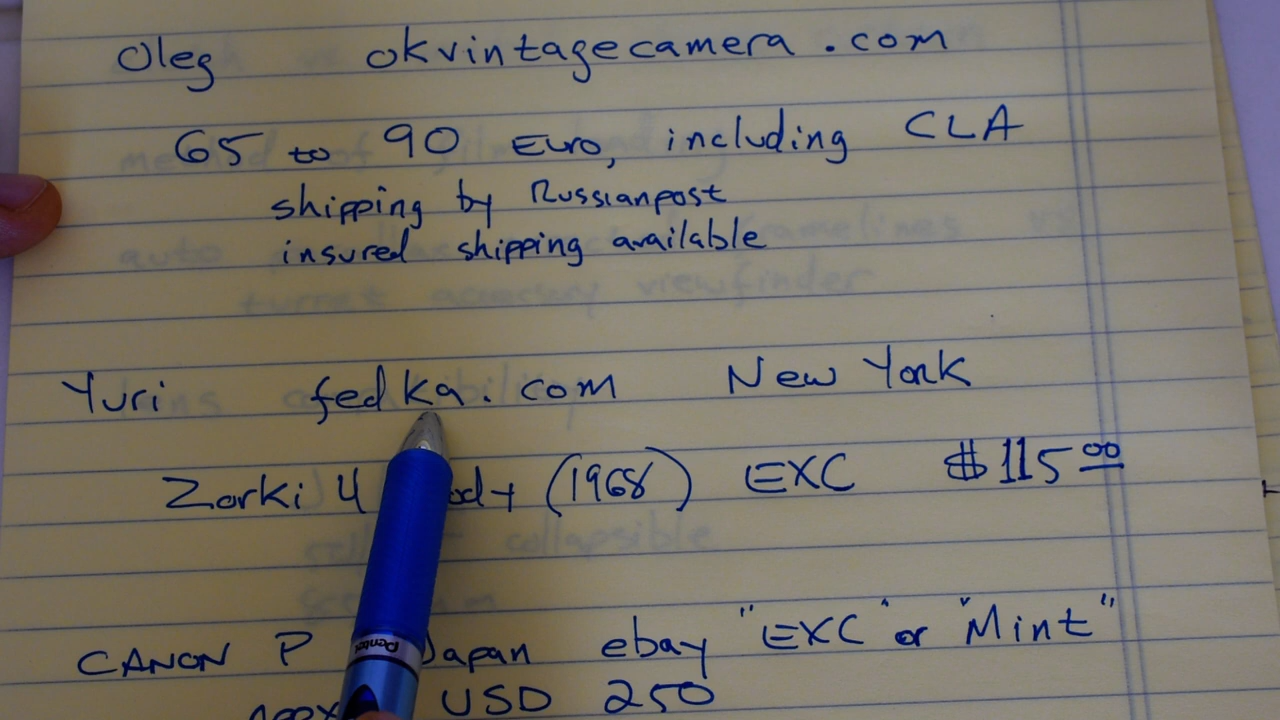 Oleg okvintagecamera.com
65 to 90 Euro, including CLA
shipping by Russianpost
insured shipping available
Yuri fedka.com New York
Zorki 4 (1968) EXC $115.00
CANON P Japan ebay "EXC" or "Mint"
USD 250
Pentel